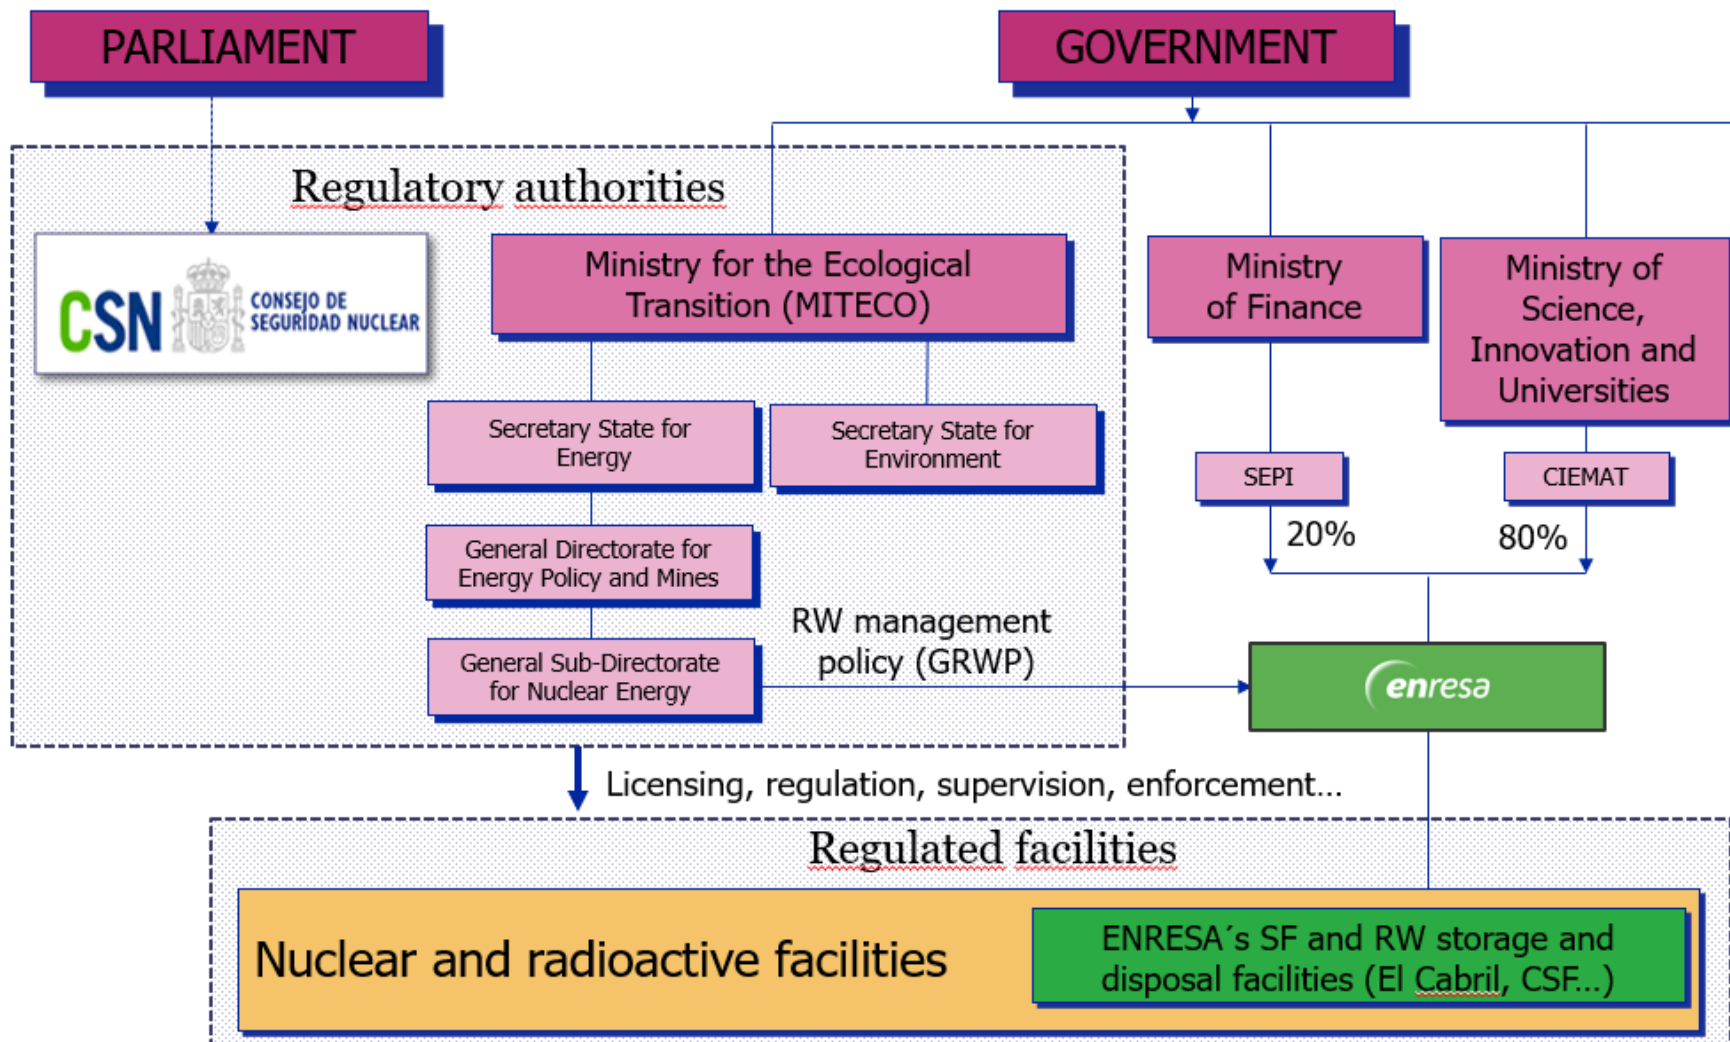 PARLIAMENT
GOVERNMENT
Regulatory authorities
CSN
CONSEJO DE
SEGURIDAD NUCLEAR
Ministry for the Ecological
Transition (MITECO)
Ministry
of Finance
Ministry of
Science,
Innovation and
Universities
Secretary State for
Energy
Secretary State for
Environment
SEPI
CIEMAT
20%
80%
General Directorate for
Energy Policy and Mines
General Sub-Directorate
for Nuclear Energy
RW management
policy (GRWP)
enresa
Licensing, regulation, supervision, enforcement...
Regulated facilities
Nuclear and radioactive facilities
ENRESA´s SF and RW storage and
disposal facilities (El Cabril, CSF...)